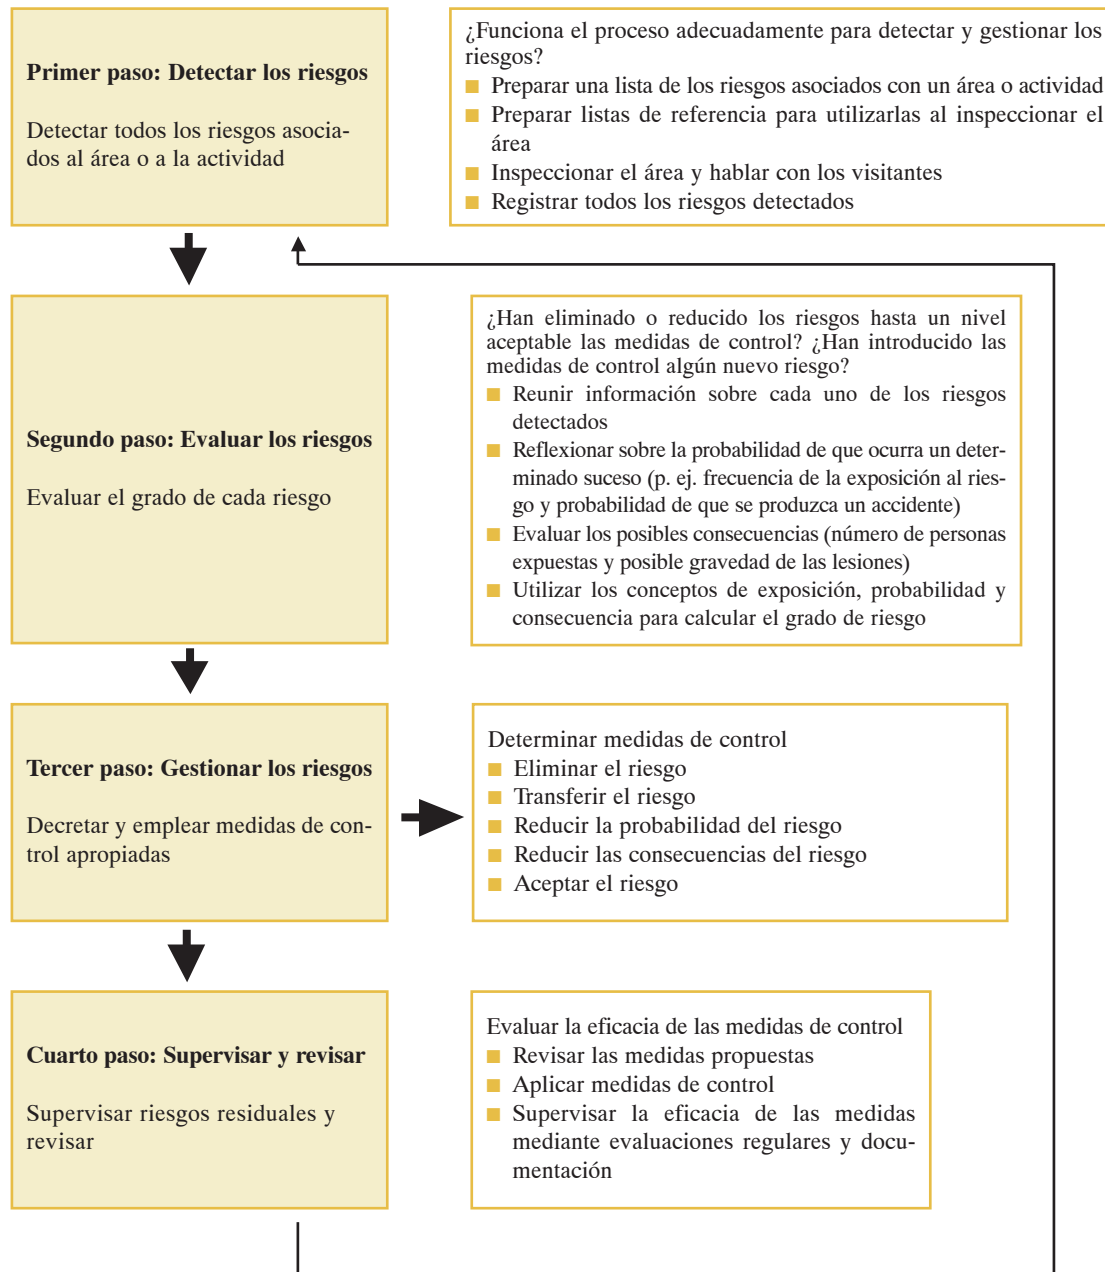 Primer paso: Detectar los riesgos
Detectar todos los riesgos asocia-
dos al área o a la actividad
¿Funciona el proceso adecuadamente para detectar y gestionar los
riesgos?
■ Preparar una lista de los riesgos asociados con un área o actividad
■ Preparar listas de referencia para utilizarlas al inspeccionar el
área
■ Inspeccionar el área y hablar con los visitantes
■ Registrar todos los riesgos detectados
Segundo paso: Evaluar los riesgos
Evaluar el grado de cada riesgo
¿Han eliminado o reducido los riesgos hasta un nivel
aceptable las medidas de control? ¿Han introducido las
medidas de control algún nuevo riesgo?
■ Reunir información sobre cada uno de los riesgos
detectados
■ Reflexionar sobre la probabilidad de que ocurra un deter-
minado suceso (p. ej. frecuencia de la exposición al ries-
go y probabilidad de que se produzca un accidente)
■ Evaluar los posibles consecuencias (número de personas
expuestas y posible gravedad de las lesiones)
■ Utilizar los conceptos de exposición, probabilidad y
consecuencia para calcular el grado de riesgo
Tercer paso: Gestionar los riesgos
Decretar y emplear medidas de con-
trol apropiadas
Determinar medidas de control
■ Eliminar el riesgo
■ Transferir el riesgo
■ Reducir la probabilidad del riesgo
■ Reducir las consecuencias del riesgo
■ Aceptar el riesgo
Cuarto paso: Supervisar y revisar
Supervisar riesgos residuales y
revisar
Evaluar la eficacia de las medidas de control
■ Revisar las medidas propuestas
■ Aplicar medidas de control
■ Supervisar la eficacia de las medidas
mediante evaluaciones regulares y docu-
mentación